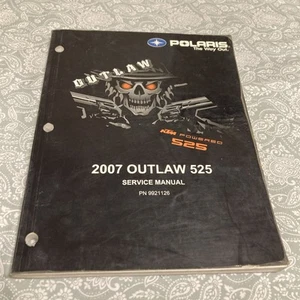 POLARIS
The Way Out.
OUTLAW
KTM POWERED
525
2007 OUTLAW 525
SERVICE MANUAL
PN 9921126